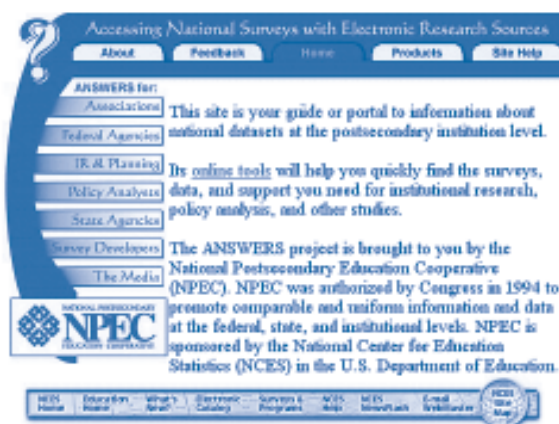 Accessing National Surveys with Electronic Research Sources
About Feedback Home Products Site Help
ANSWERS for:
Associations
Federal Agencies
IR & Planning
Policy Analysts
State Agencies
Survey Developers
The Media
This site is your guide or portal to information about
national datasets at the postsecondary institution level.
Its online tools will help you quickly find the surveys,
data, and support you need for institutional research,
policy analysis, and other studies.
The ANSWERS project is brought to you by the
National Postsecondary Education Cooperative
(NPEC). NPEC was authorized by Congress in 1994 to
promote comparable and uniform information and data
at the federal, state, and institutional levels. NPEC is
sponsored by the National Center for Education
Statistics (NCES) in the U.S. Department of Education.
NATIONAL POSTSECONDARY
NPEC
EDUCATION COOPERATIVE
NCES Education What's Electronic Surveys & NCES NCES E-mail NCES
Home Home New? Catalog Programs Help NewsFlash WebMaster Site
Map